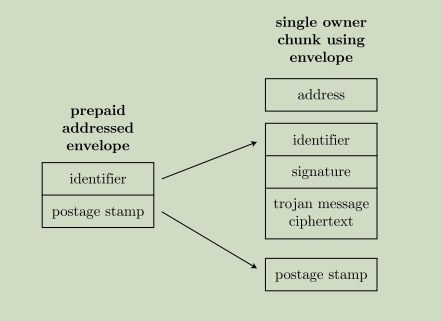 prepaid
addressed
envelope
identifier
postage stamp
single owner
chunk using
envelope
address
identifier
signature
trojan message
ciphertext
postage stamp